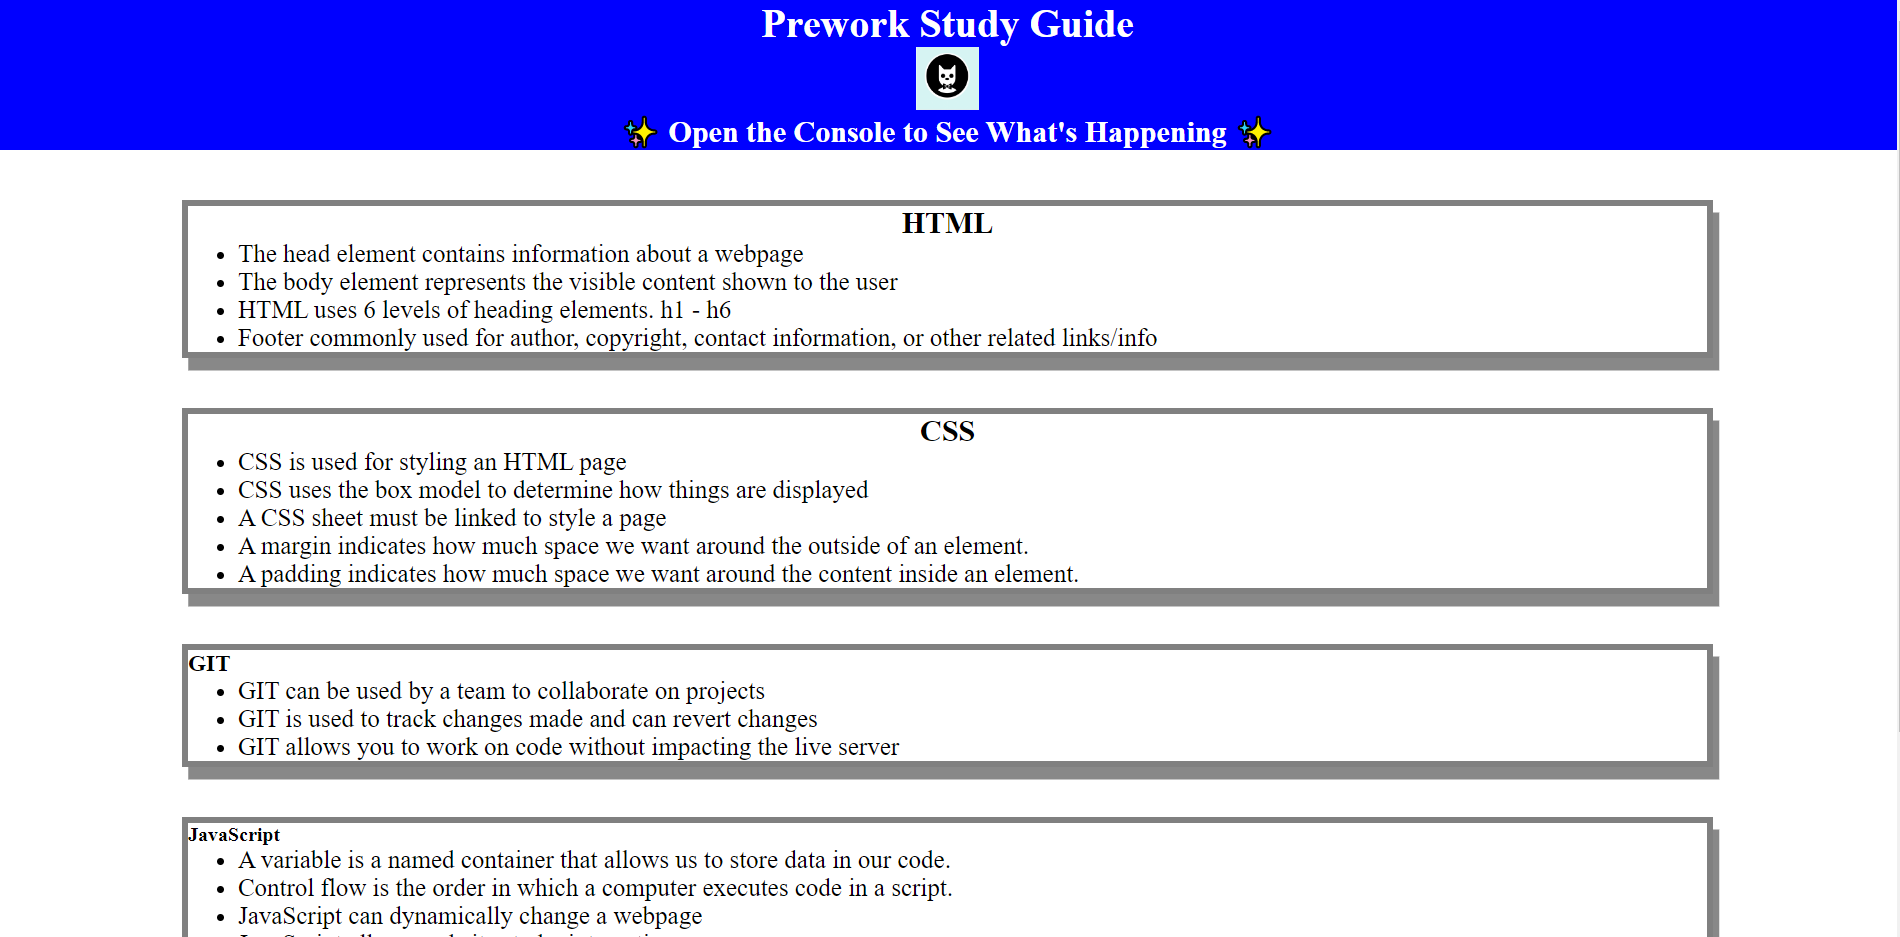 Prework Study Guide
✨ Open the Console to See What's Happening ✨
HTML
• The head element contains information about a webpage
• The body element represents the visible content shown to the user
• HTML uses 6 levels of heading elements. h1 - h6
• Footer commonly used for author, copyright, contact information, or other related links/info
CSS
• CSS is used for styling an HTML page
• CSS uses the box model to determine how things are displayed
• A CSS sheet must be linked to style a page
• A margin indicates how much space we want around the outside of an element.
• A padding indicates how much space we want around the content inside an element.
GIT
• GIT can be used by a team to collaborate on projects
• GIT is used to track changes made and can revert changes
• GIT allows you to work on code without impacting the live server
JavaScript
• A variable is a named container that allows us to store data in our code.
• Control flow is the order in which a computer executes code in a script.
• JavaScript can dynamically change a webpage